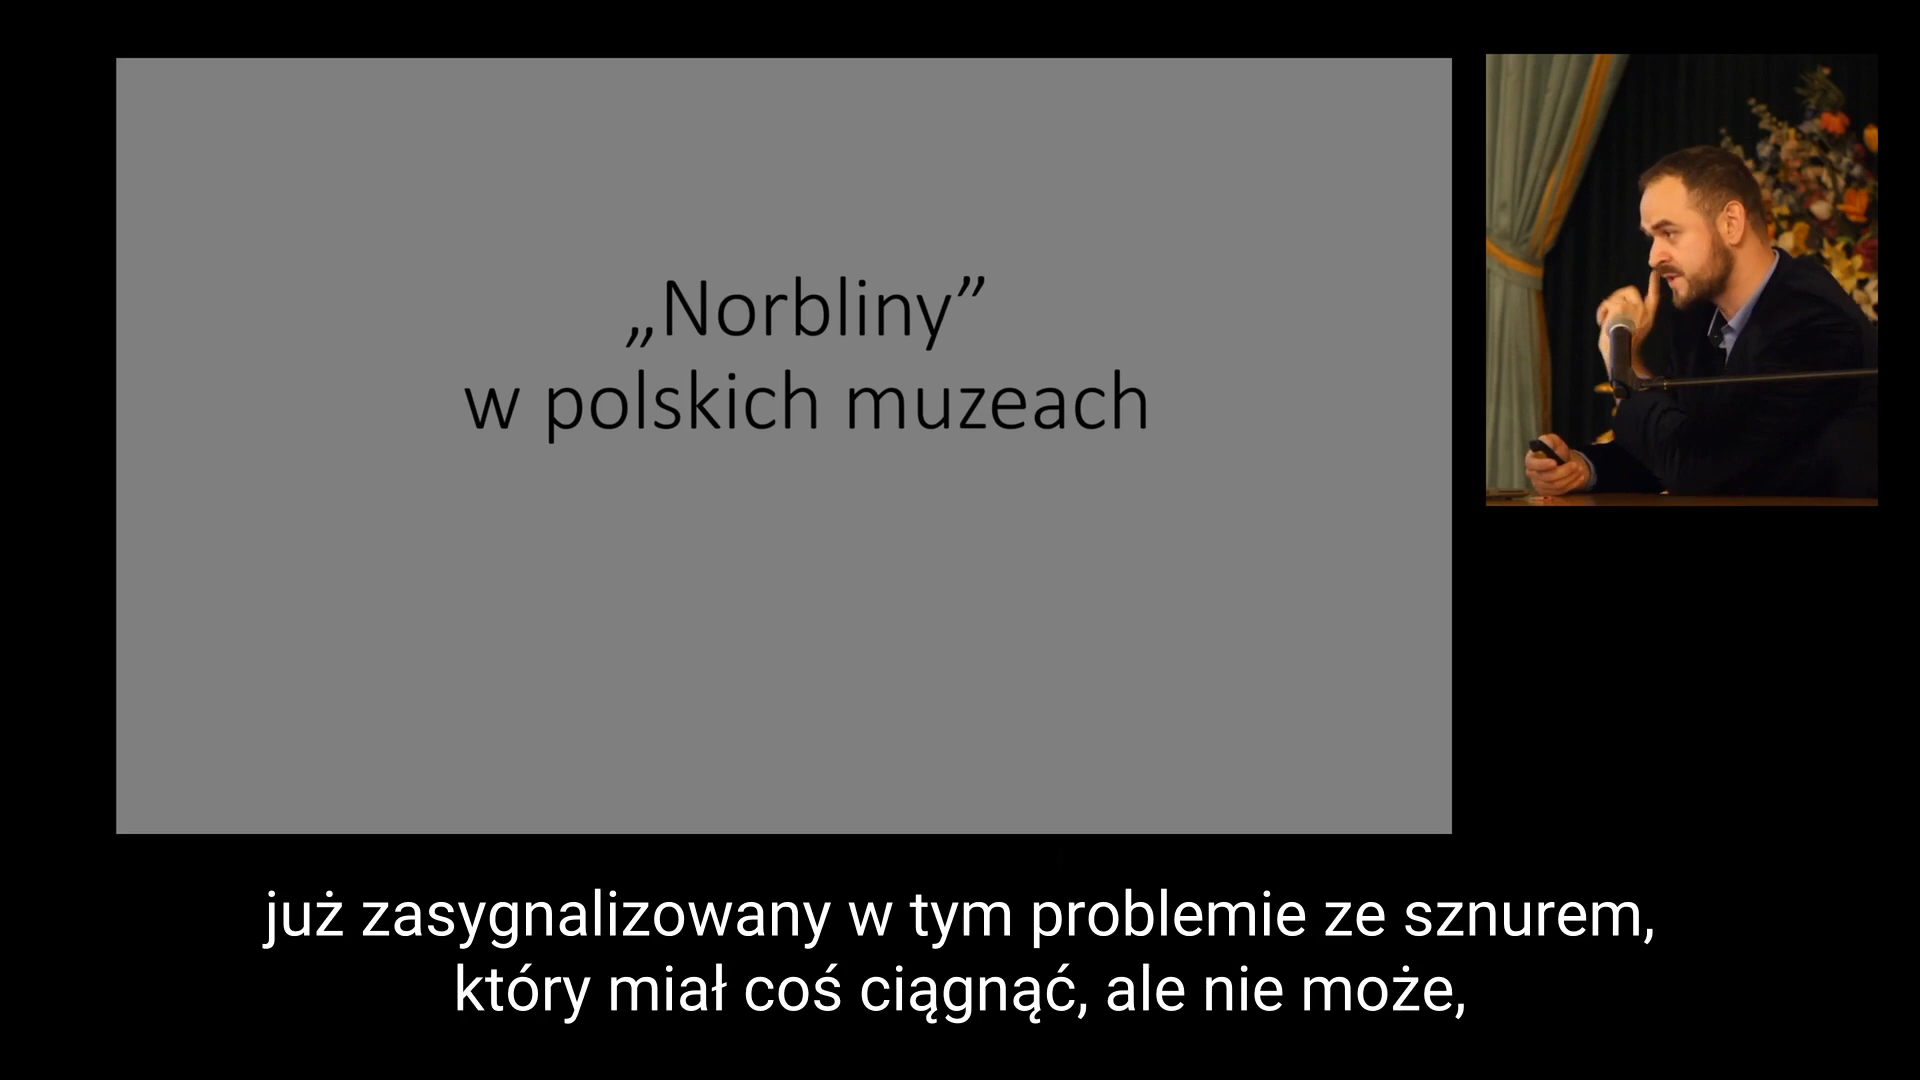 „Norbliny”
w polskich muzeach
już zasygnalizowany w tym problemie ze sznurem,
który miał coś ciągnąć, ale nie może,